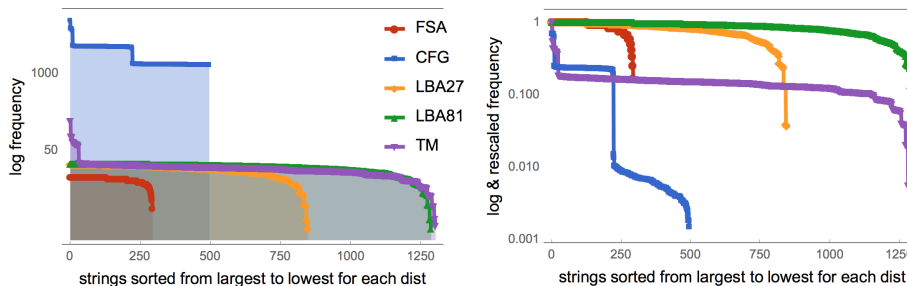 log frequency
1000
50
FSA
CFG
LBA27
LBA81
TM
0
250
500
750
1000
1250
strings sorted from largest to lowest for each dist
log & rescaled frequency
1
0.100
0.010
0.001
0
250
500
750
1000
1250
strings sorted from largest to lowest for each dist